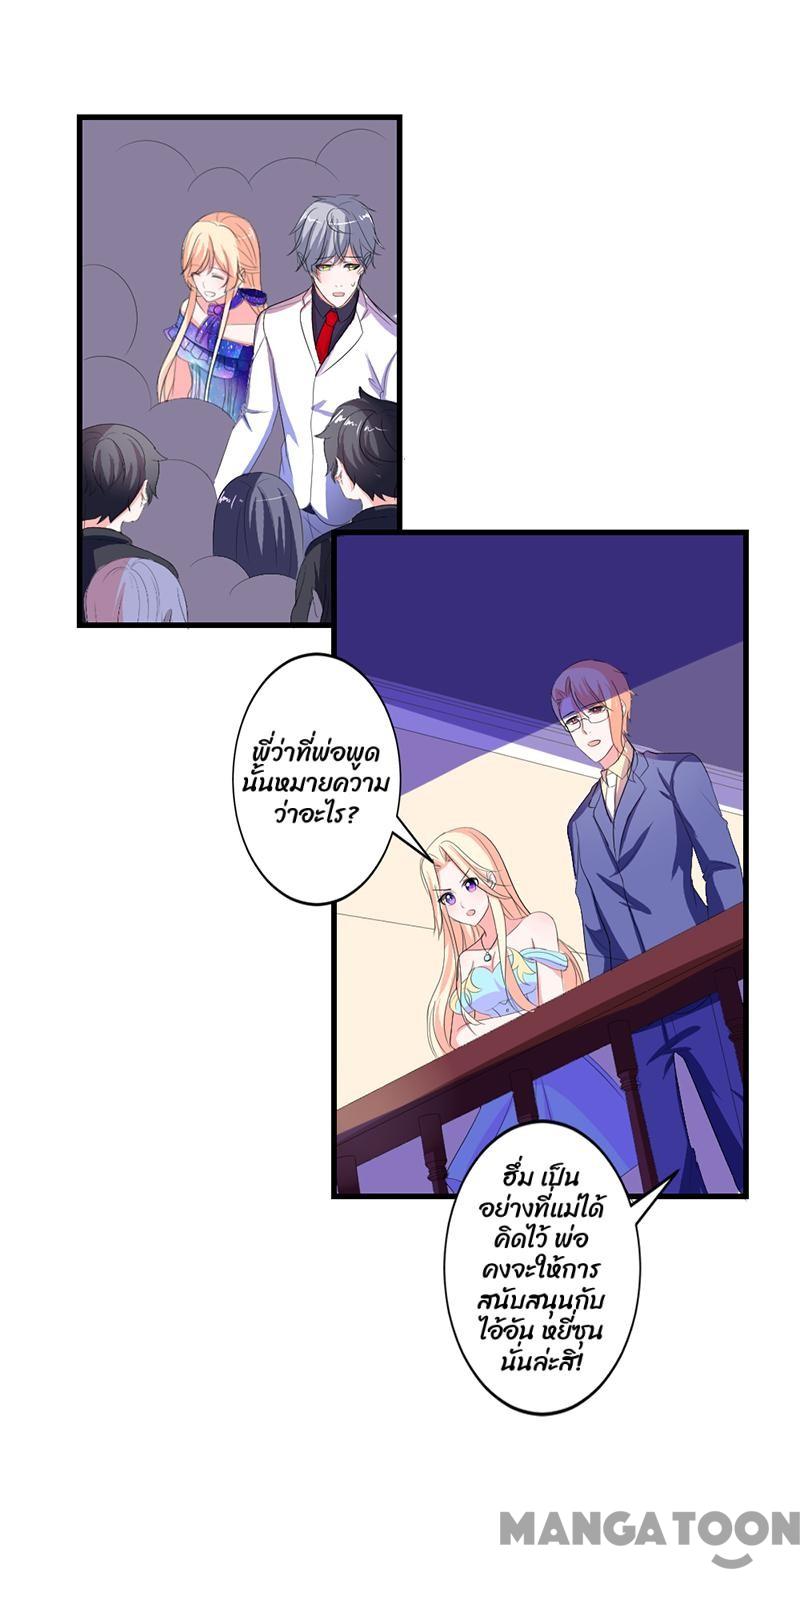 พี่ว่าที่พ่อพูด
นั้นหมายความ
ว่าอะไร?
ฮึ่ม เป็น
อย่างที่แม่ได้
คิดไว้ พ่อ
คงจะให้การ
สนับสนุนกับ
ไอ้อัน หยี่ซุน
นั่นล่ะสิ!
MANGATOON